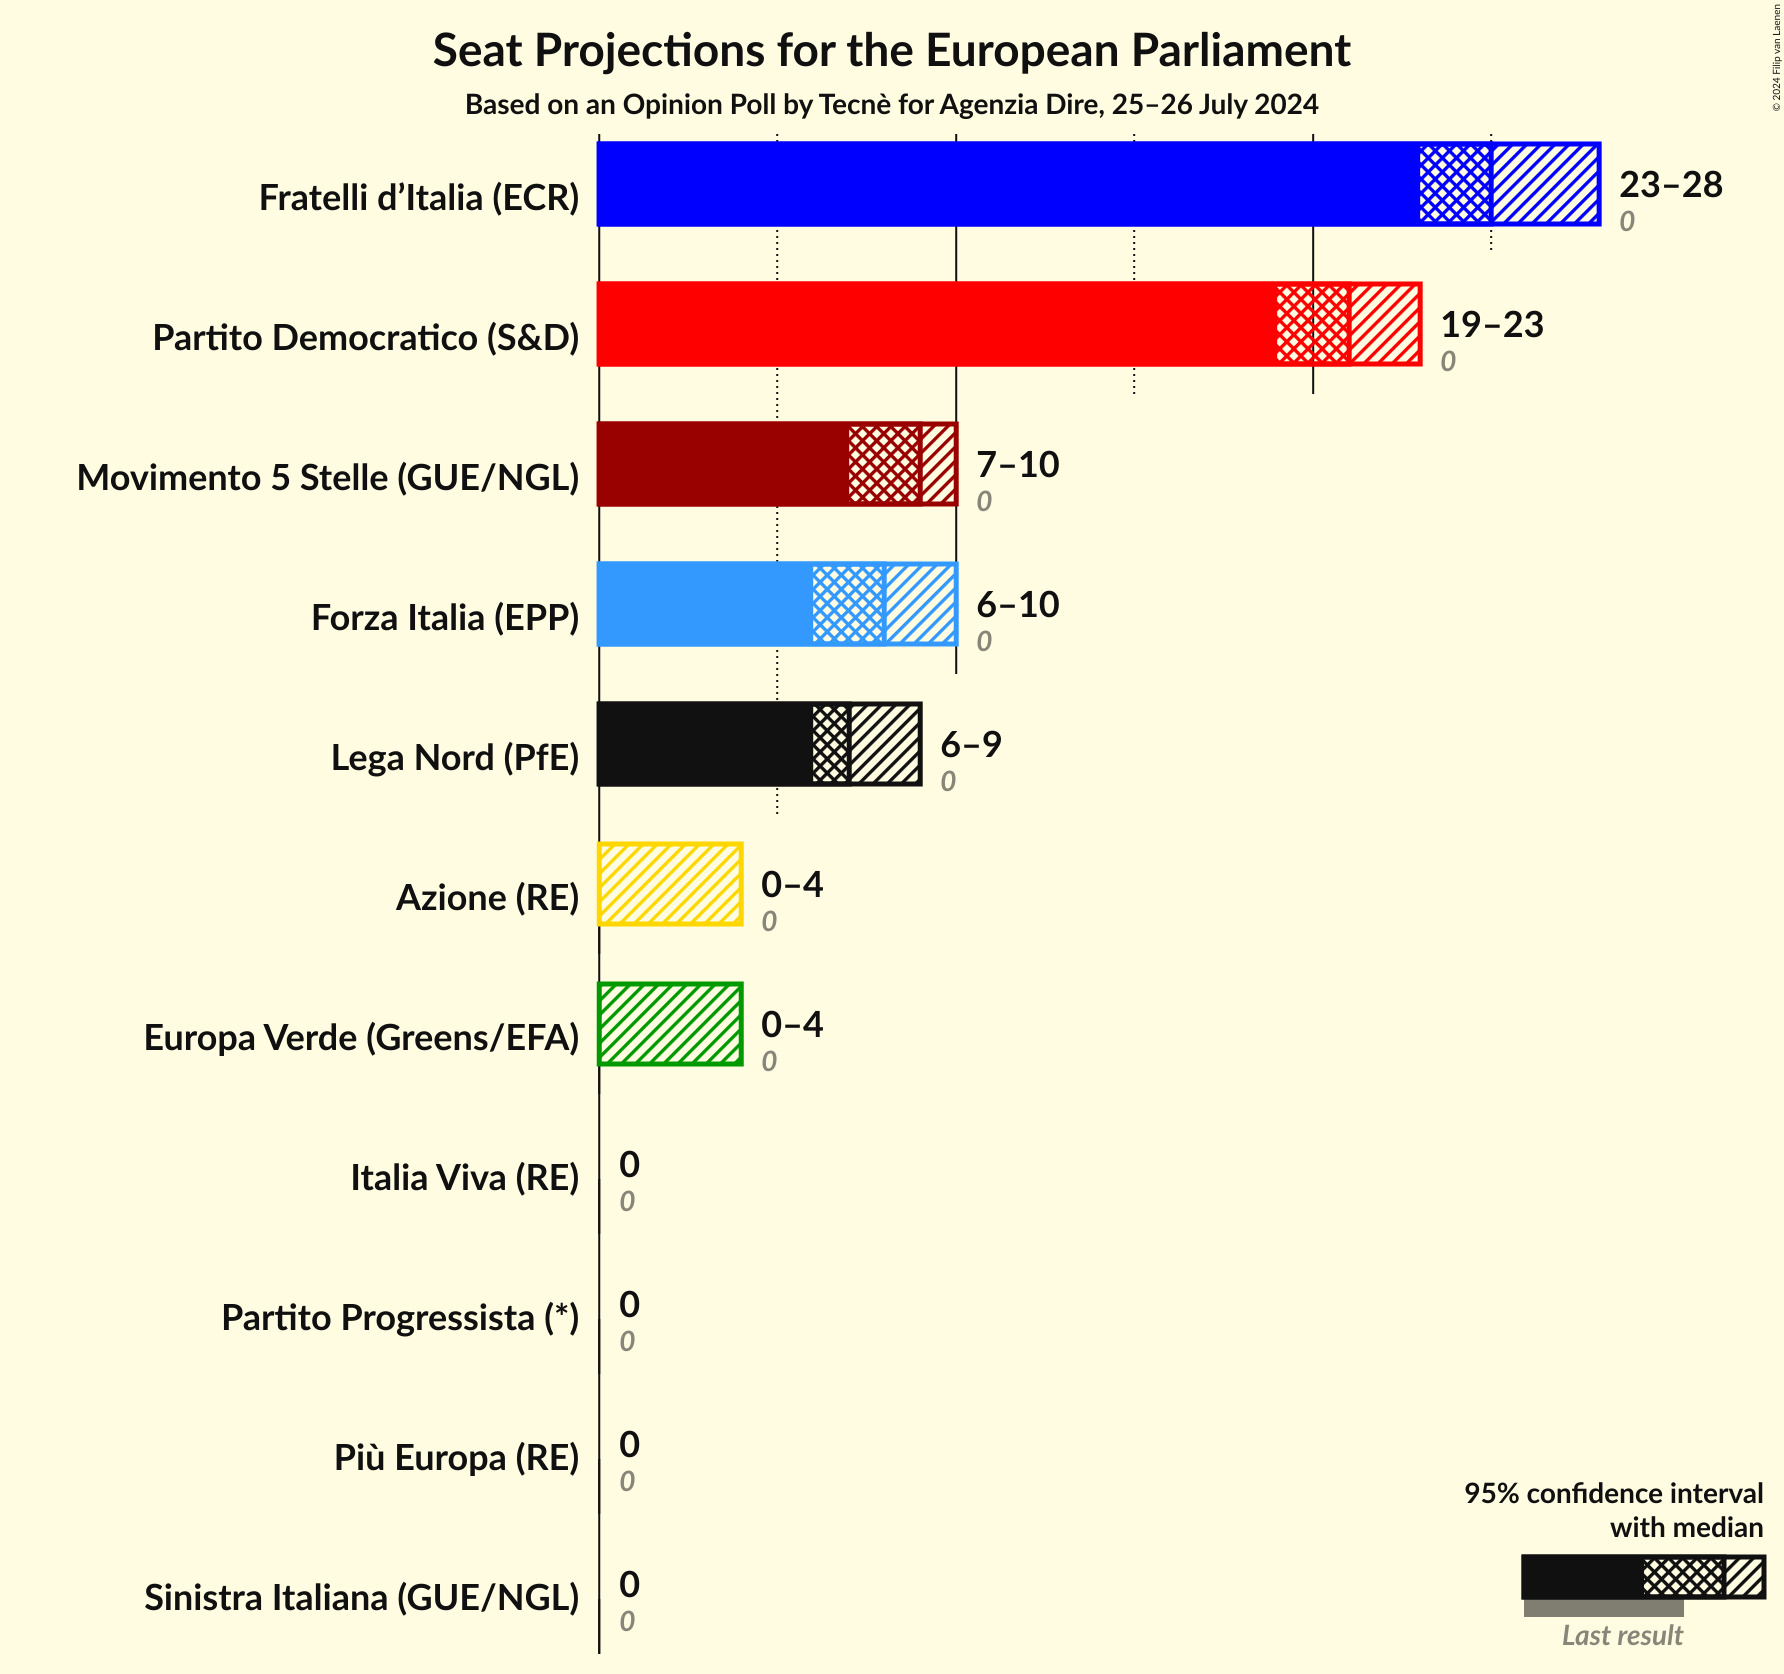 Seat Projections for the European Parliament
Based on an Opinion Poll by Tecnè for Agenzia Dire, 25–26 July 2024
© 2024 Filip van Laenen
Fratelli d’Italia (ECR)
23–28
0
Partito Democratico (S&D)
19–23
0
Movimento 5 Stelle (GUE/NGL)
7–10
0
Forza Italia (EPP)
6–10
0
Lega Nord (PfE)
6–9
0
Azione (RE)
0–4
0
Europa Verde (Greens/EFA)
0–4
0
Italia Viva (RE)
0
0
Partito Progressista (*)
0
0
Più Europa (RE)
0
0
Sinistra Italiana (GUE/NGL)
0
0
95% confidence interval
with median
Last result